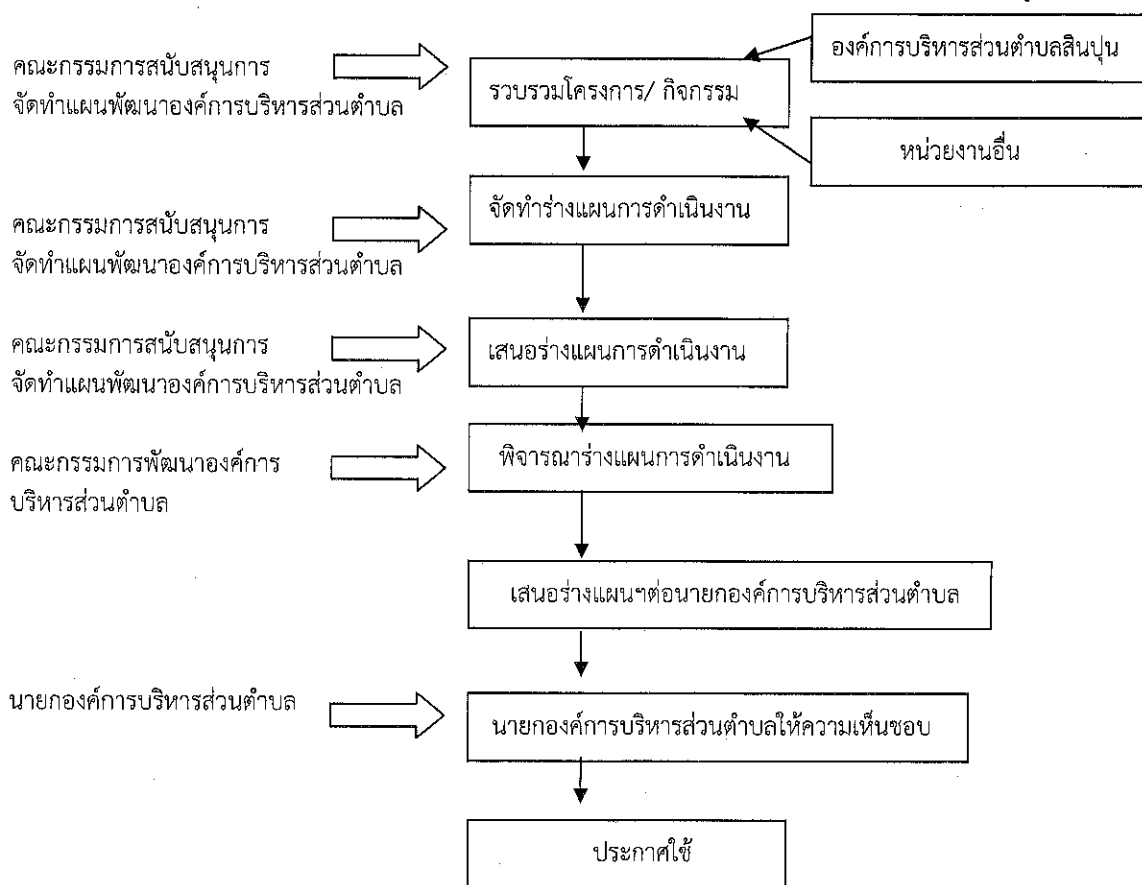 องค์การบริหารส่วนตำบลสินปุน
คณะกรรมการสนับสนุนการ
จัดทำแผนพัฒนาองค์การบริหารส่วนตำบล
รวบรวมโครงการ/ กิจกรรม
หน่วยงานอื่น
จัดทำร่างแผนการดำเนินงาน
คณะกรรมการสนับสนุนการ
จัดทำแผนพัฒนาองค์การบริหารส่วนตำบล
คณะกรรมการสนับสนุนการ
จัดทำแผนพัฒนาองค์การบริหารส่วนตำบล
เสนอร่างแผนการดำเนินงาน
คณะกรรมการพัฒนาองค์การ
บริหารส่วนตำบล
พิจารณาร่างแผนการดำเนินงาน
เสนอร่างแผนฯต่อนายกองค์การบริหารส่วนตำบล
นายกองค์การบริหารส่วนตำบล
นายกองค์การบริหารส่วนตำบลให้ความเห็นชอบ
ประกาศใช้